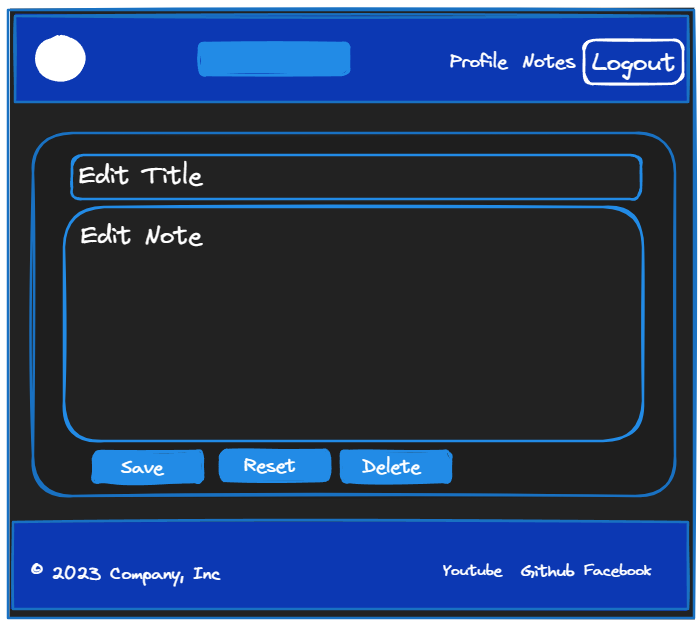 Profile Notes Logout
Edit Title
Edit Note
Save Reset Delete
© 2023 Company, Inc Youtube Github Facebook